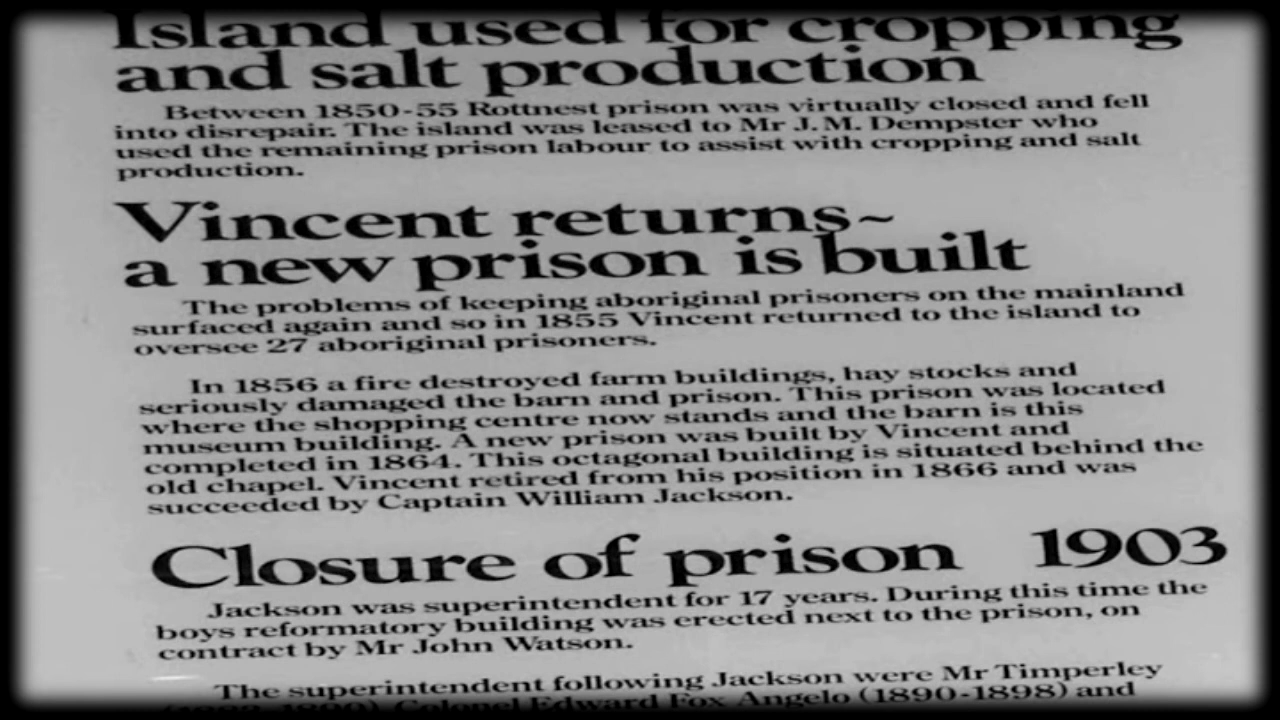 Island used for cropping
and salt production
Between 1850-55 Rottnest prison was virtually closed and fell
into disrepair. The island was leased to Mr J.M. Dempster who
used the remaining prison labour to assist with cropping and salt
production.
Vincent returns~
a new prison is built
The problems of keeping aboriginal prisoners on the mainland
surfaced again and so in 1855 Vincent returned to the island to
oversee 27 aboriginal prisoners.
In 1856 a fire destroyed farm buildings, hay stocks and
seriously damaged the barn and prison. This prison was located
where the shopping centre now stands and the barn is this
museum building. A new prison was built by Vincent and
completed in 1864. This octagonal building is situated behind the
old chapel. Vincent retired from his position in 1866 and was
succeeded by Captain William Jackson.
Closure of prison 1903
Jackson was superintendent for 17 years. During this time the
boys reformatory building was erected next to the prison, on
contract by Mr John Watson.
The superintendent following Jackson were Mr Timperley
Colonel Edward Fox Angelo (1890-1898) and